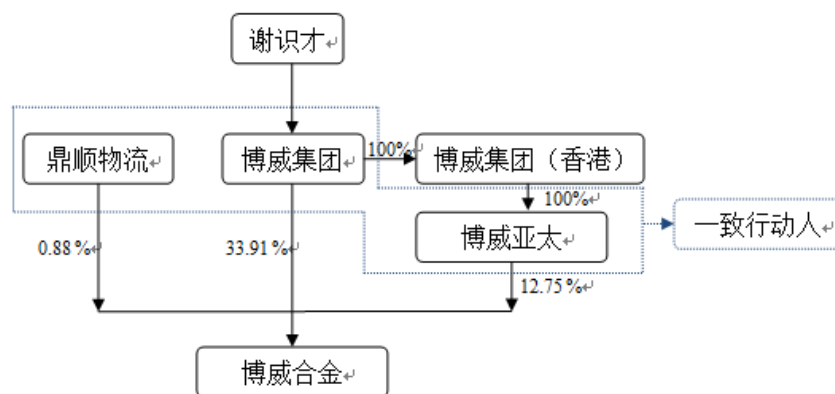 谢识才
鼎顺物流
博威集团
100%
博威集团（香港）
100%
博威亚太
一致行动人
0.88%
33.91%
12.75%
博威合金